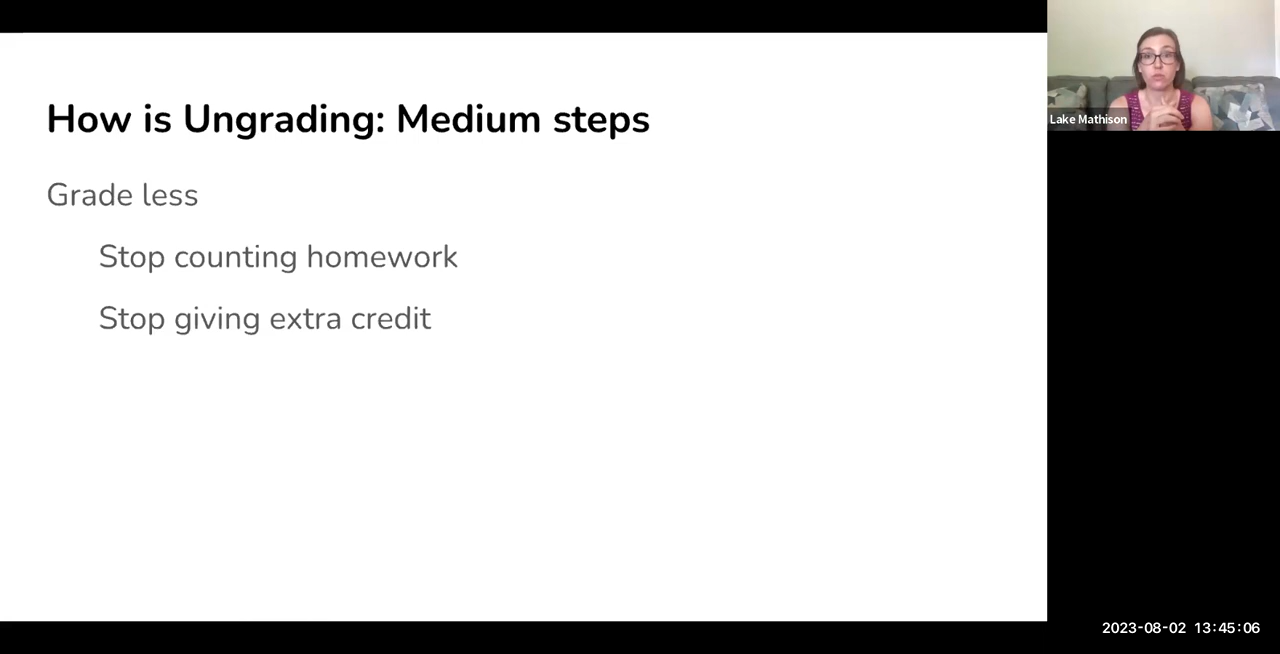 How is Ungrading: Medium steps
Grade less
Stop counting homework
Stop giving extra credit
Lake Mathison
2023-08-02 13:45:06